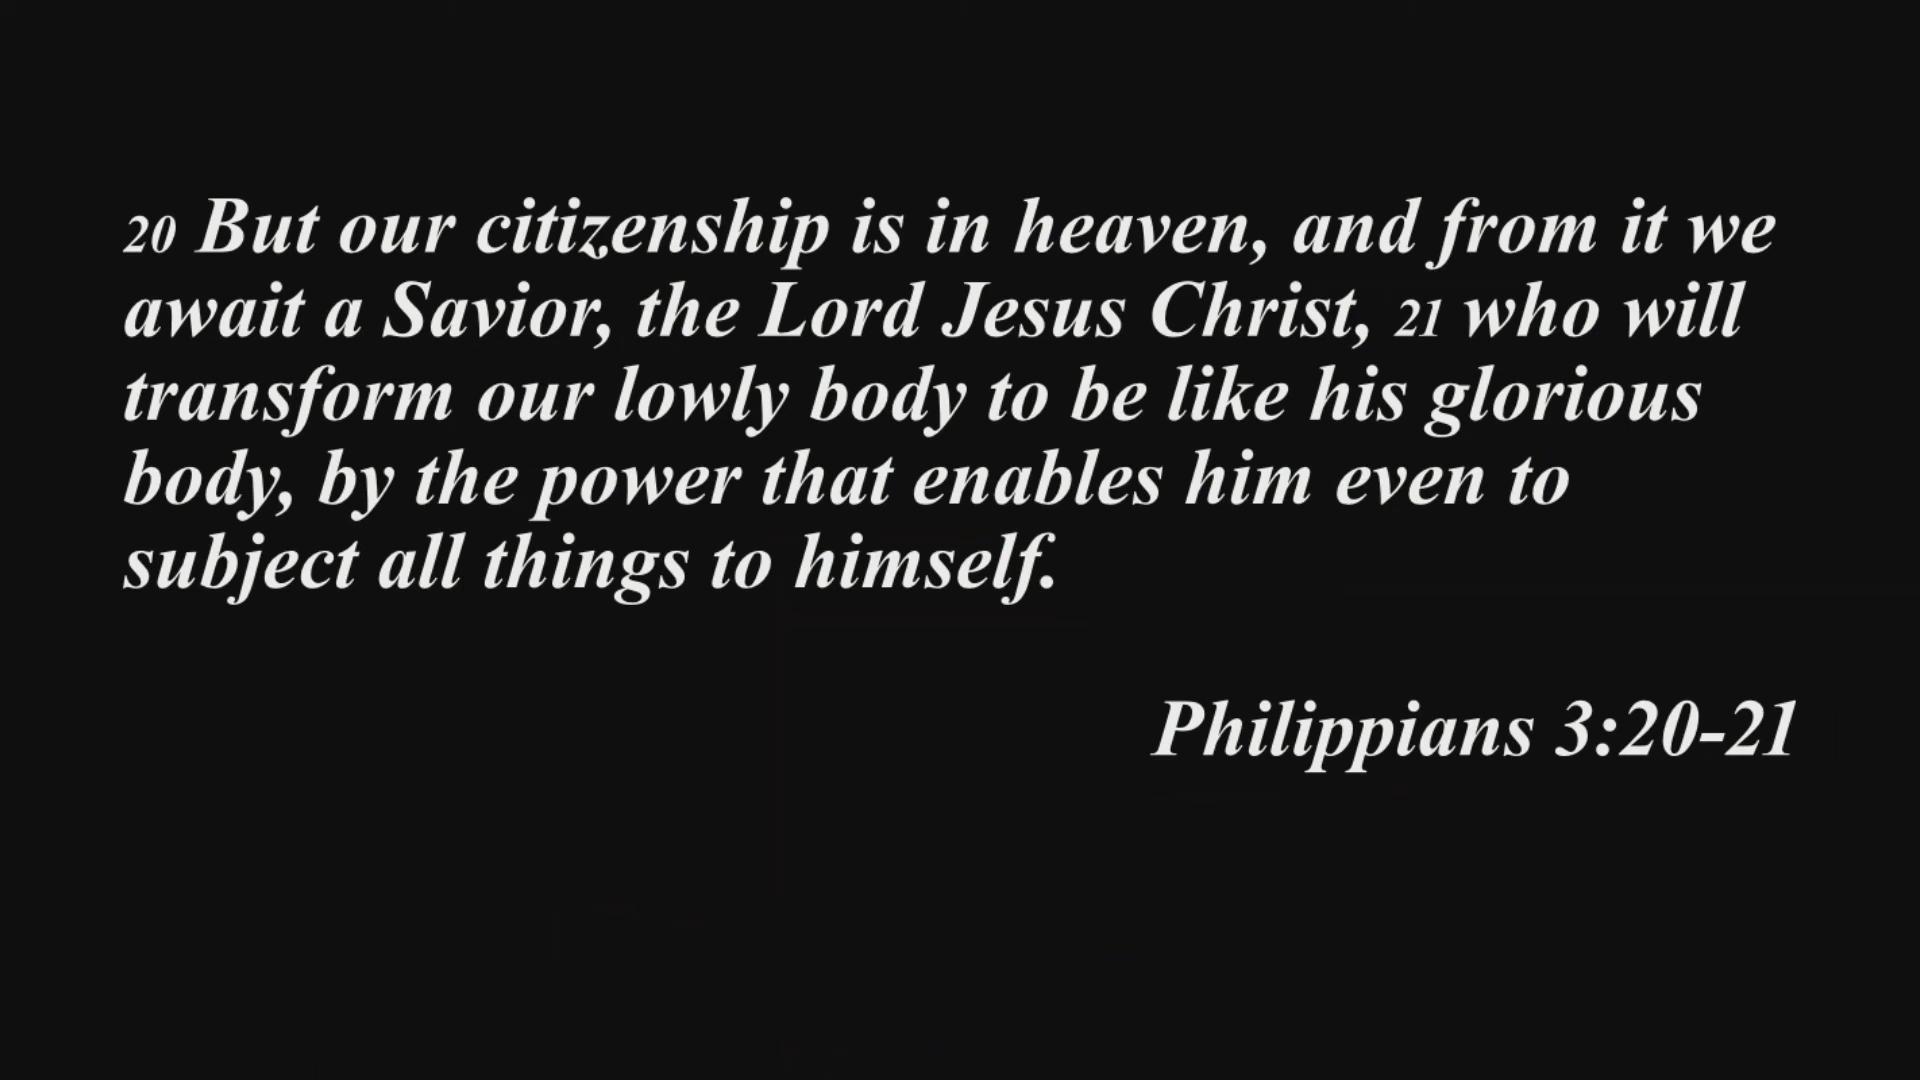 20 But our citizenship is in heaven, and from it we
await a Savior, the Lord Jesus Christ, 21 who will
transform our lowly body to be like his glorious
body, by the power that enables him even to
subject all things to himself.
Philippians 3:20-21